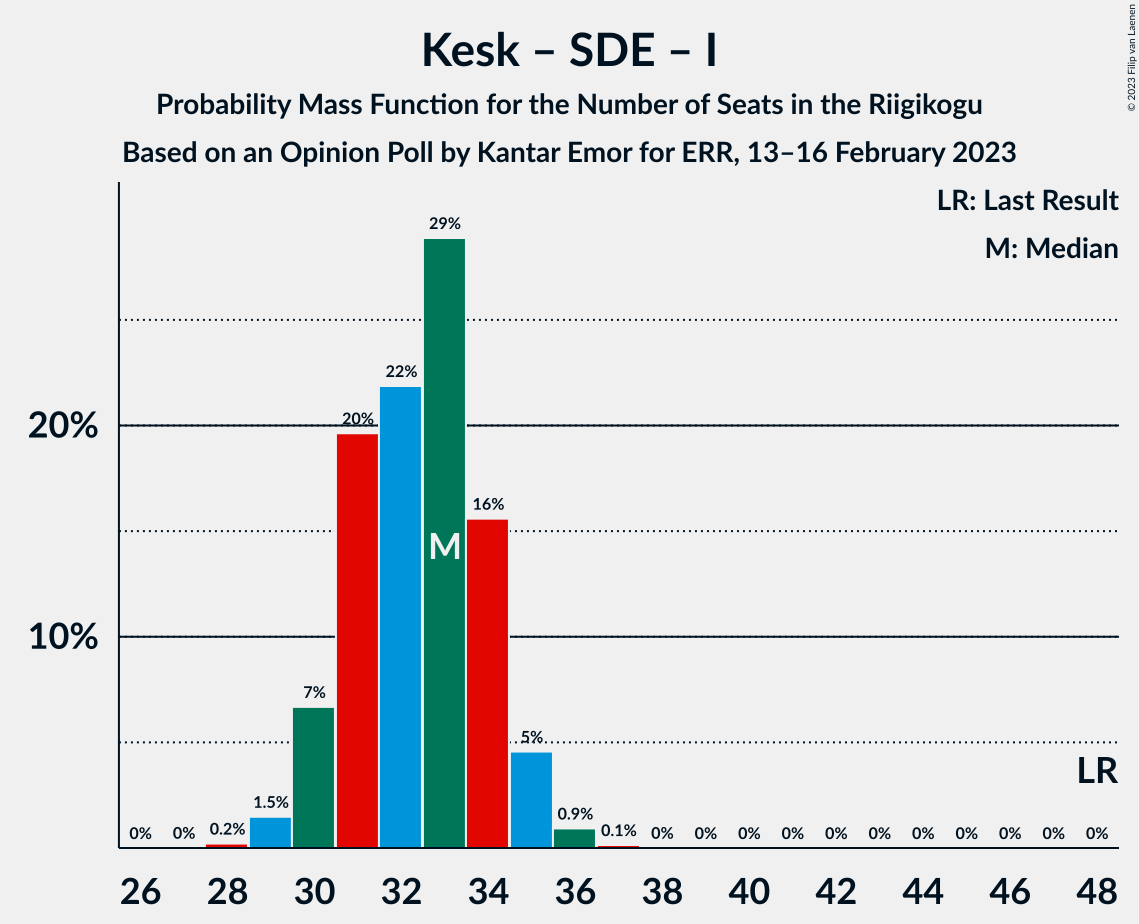 Kesk – SDE – I
Probability Mass Function for the Number of Seats in the Riigikogu
Based on an Opinion Poll by Kantar Emor for ERR, 13–16 February 2023
© 2023 Filip van Laenen
LR: Last Result
M: Median
29%
22%
20%
20%
16%
M
10%
7%
5%
LR
1.5%
0.9%
0% 0% 0.2% 0.1% 0% 0% 0% 0% 0% 0% 0% 0% 0% 0% 0%
26 28 30 32 34 36 38 40 42 44 46 48